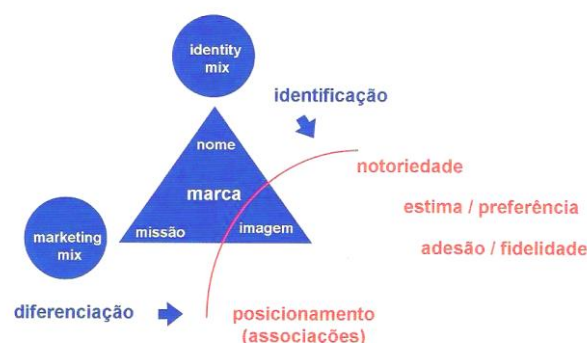 identity
mix
identificação
nome
notoriedade
marca
estima / preferência
missão
imagem
marketing
mix
adesão / fidelidade
diferenciação
posicionamento
(associações)